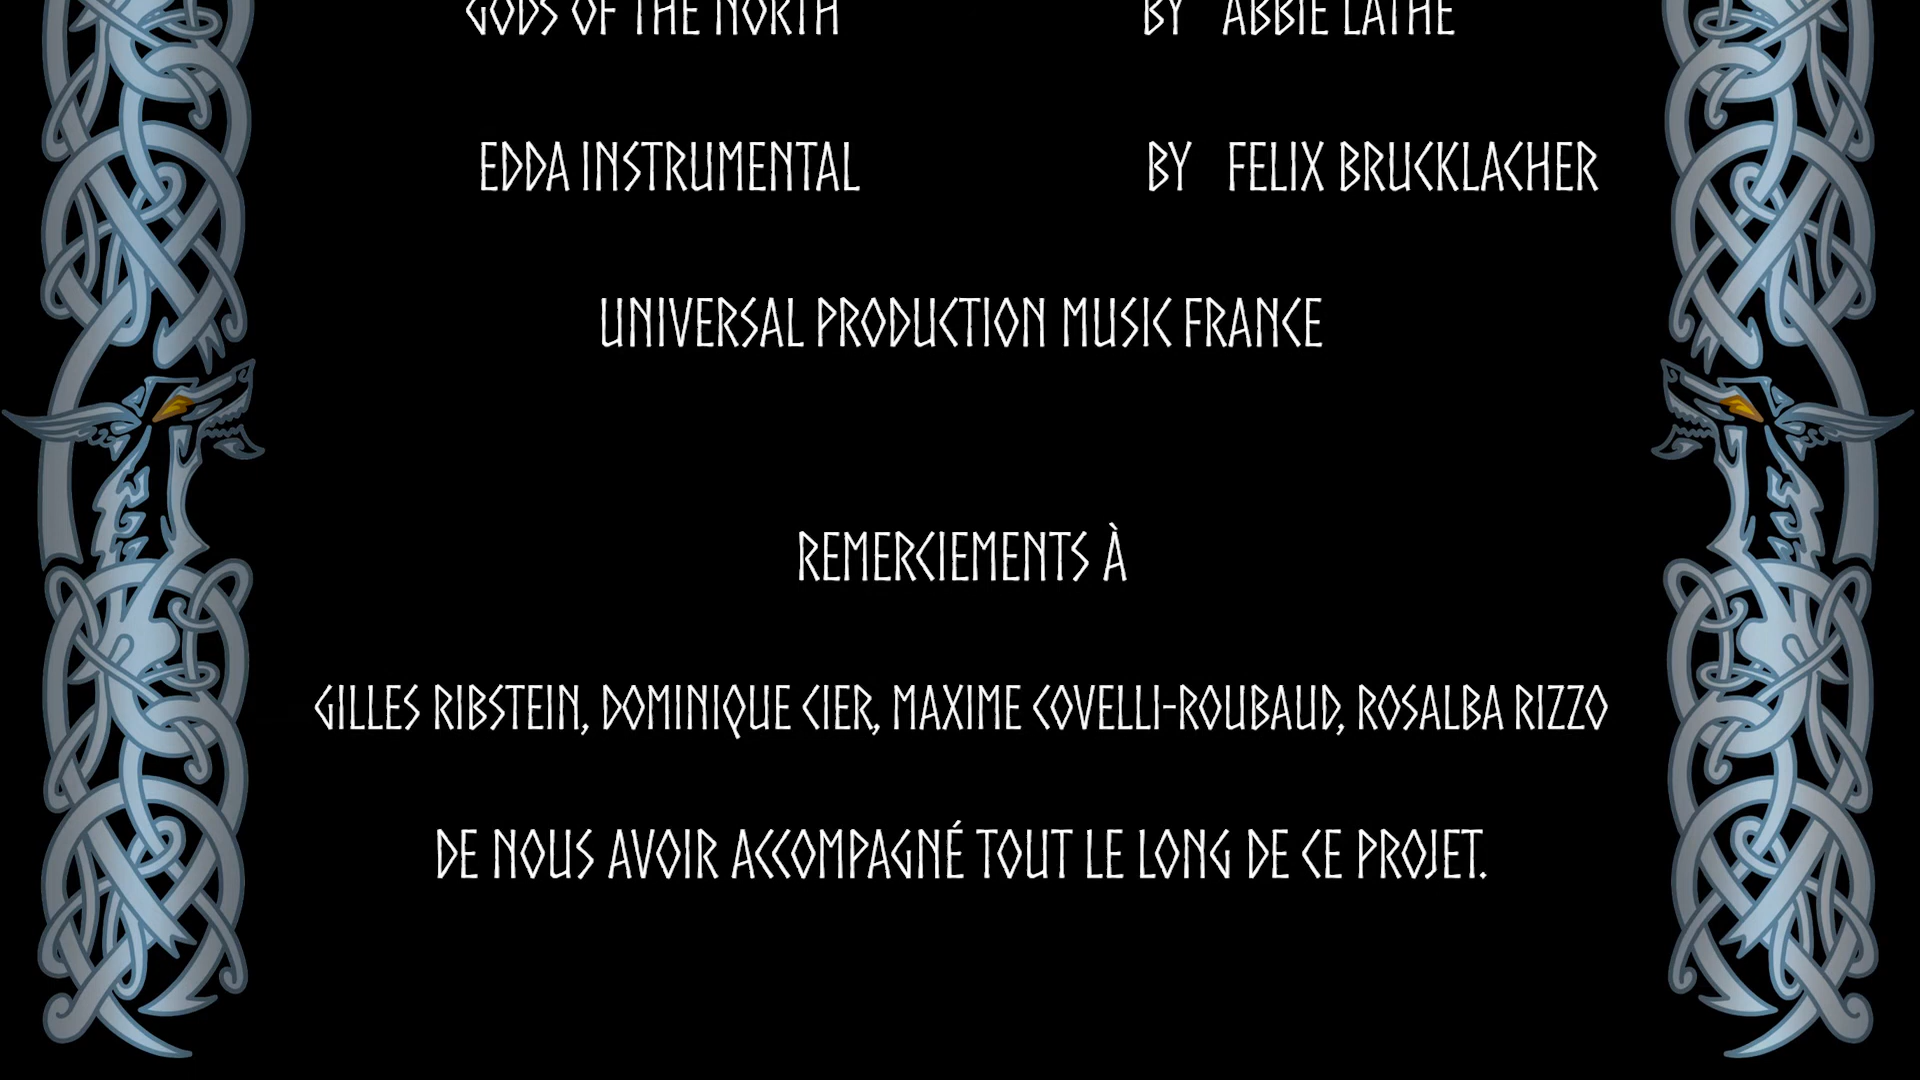 GODS OF THE NORTH BY ABBIE LATHE
EDDA INSTRUMENTAL BY FELIX BRUCKLACHER
UNIVERSAL PRODUCTION MUSIC FRANCE
REMERCIEMENTS À
GILLES RIBSTEIN, DOMINIQUE CIER, MAXIME COVELLI-ROUBAUD, ROSALBA RIZZO
DE NOUS AVOIR ACCOMPAGNÉ TOUT LE LONG DE CE PROJET.